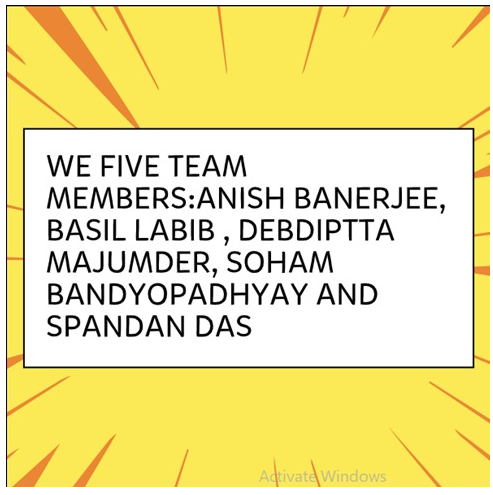 WE FIVE TEAM
MEMBERS:ANISH BANERJEE,
BASIL LABIB , DEBDIPTTA
MAJUMDER, SOHAM
BANDYOPADHYAY AND
SPANDAN DAS
Activate Windows